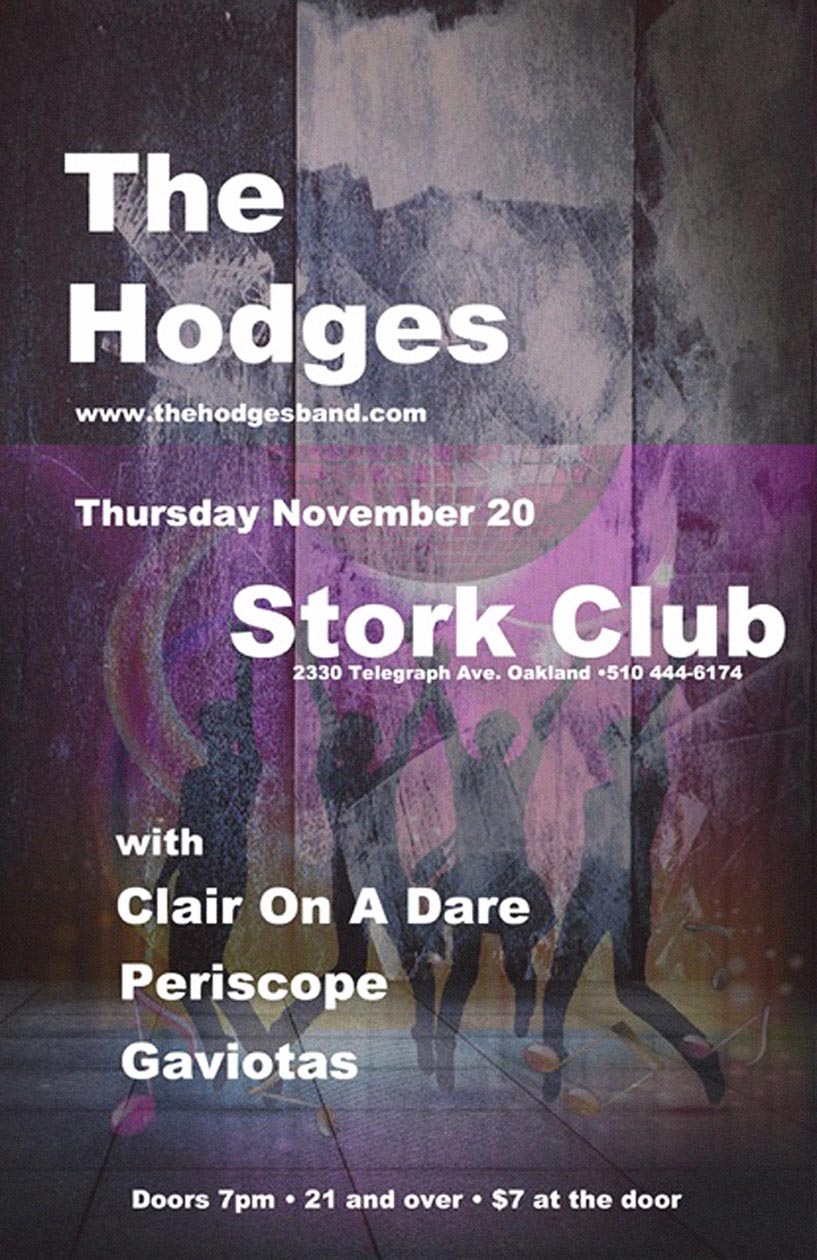 The
Hodges
www.thehodgesband.com
Thursday November 20
Stork Club
2330 Telegraph Ave. Oakland •510 444-6174
with
Clair On A Dare
Periscope
Gaviotas
Doors 7pm • 21 and over • $7 at the door